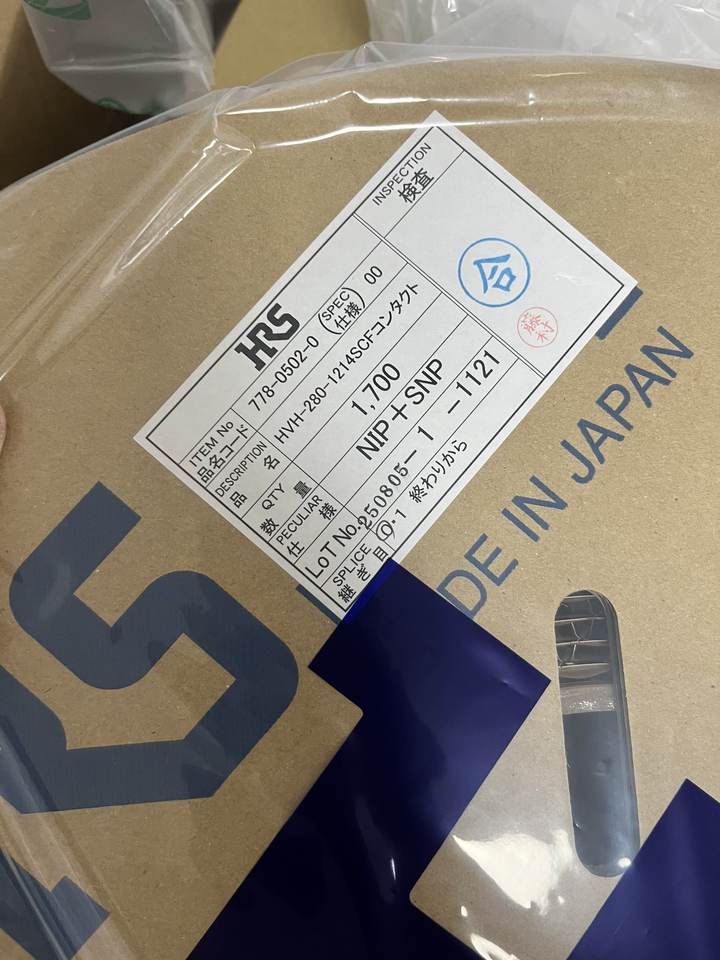 HRS
INSPECTION
検査
合
藤村
ITEM No 778-0502-0 (SPEC 仕様) 00
品名コード
DESCRIPTION HVH-280-1214SCFコンタクト
品 名
QTY 1,700
数 量
PECULIAR NIP+SNP
仕 様
LOT No. 250805-1 -1121
SPLICE 0・1 終わりから
継ぎ目
MADE IN JAPAN